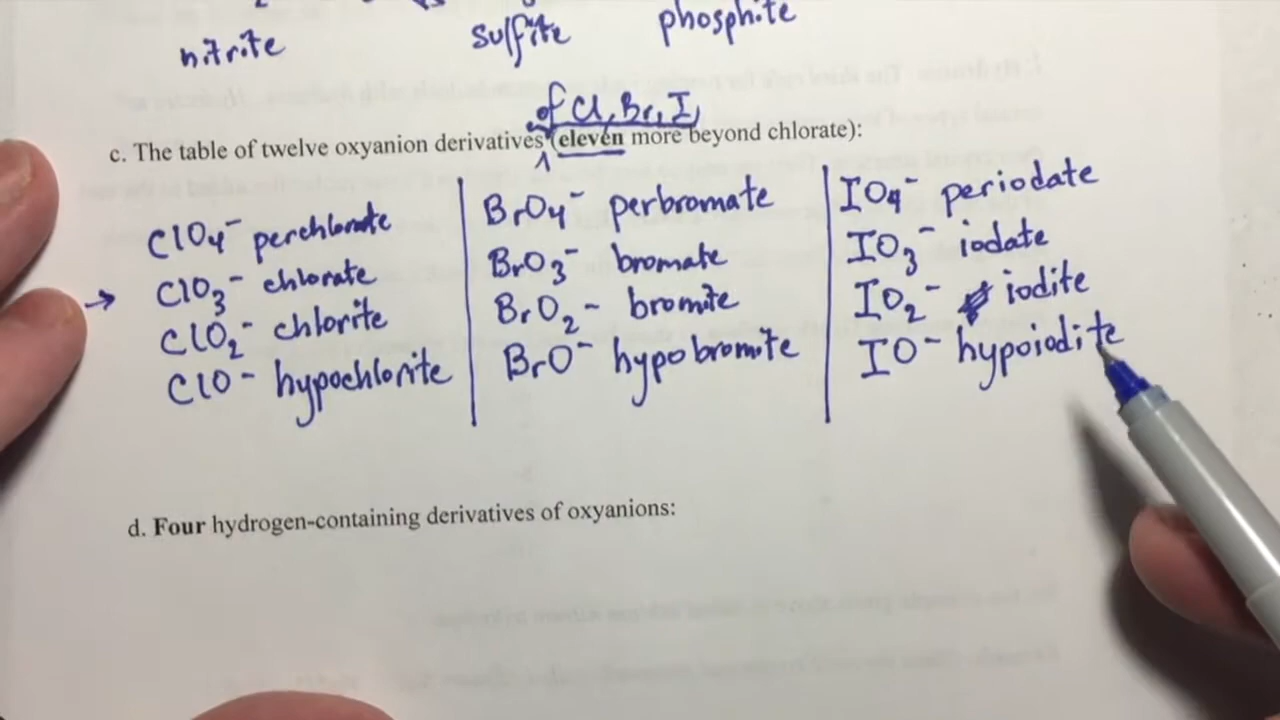 nitrite sulfite phosphite
of Cl, Br, I
c. The table of twelve oxyanion derivatives (eleven more beyond chlorate):
ClO4- perchlorate
→ ClO3- chlorate
ClO2- chlorite
ClO- hypochlorite
BrO4- perbromate
BrO3- bromate
BrO2- bromite
BrO- hypobromite
IO4- periodate
IO3- iodate
IO2- iodite
IO- hypoiodite
d. Four hydrogen-containing derivatives of oxyanions: